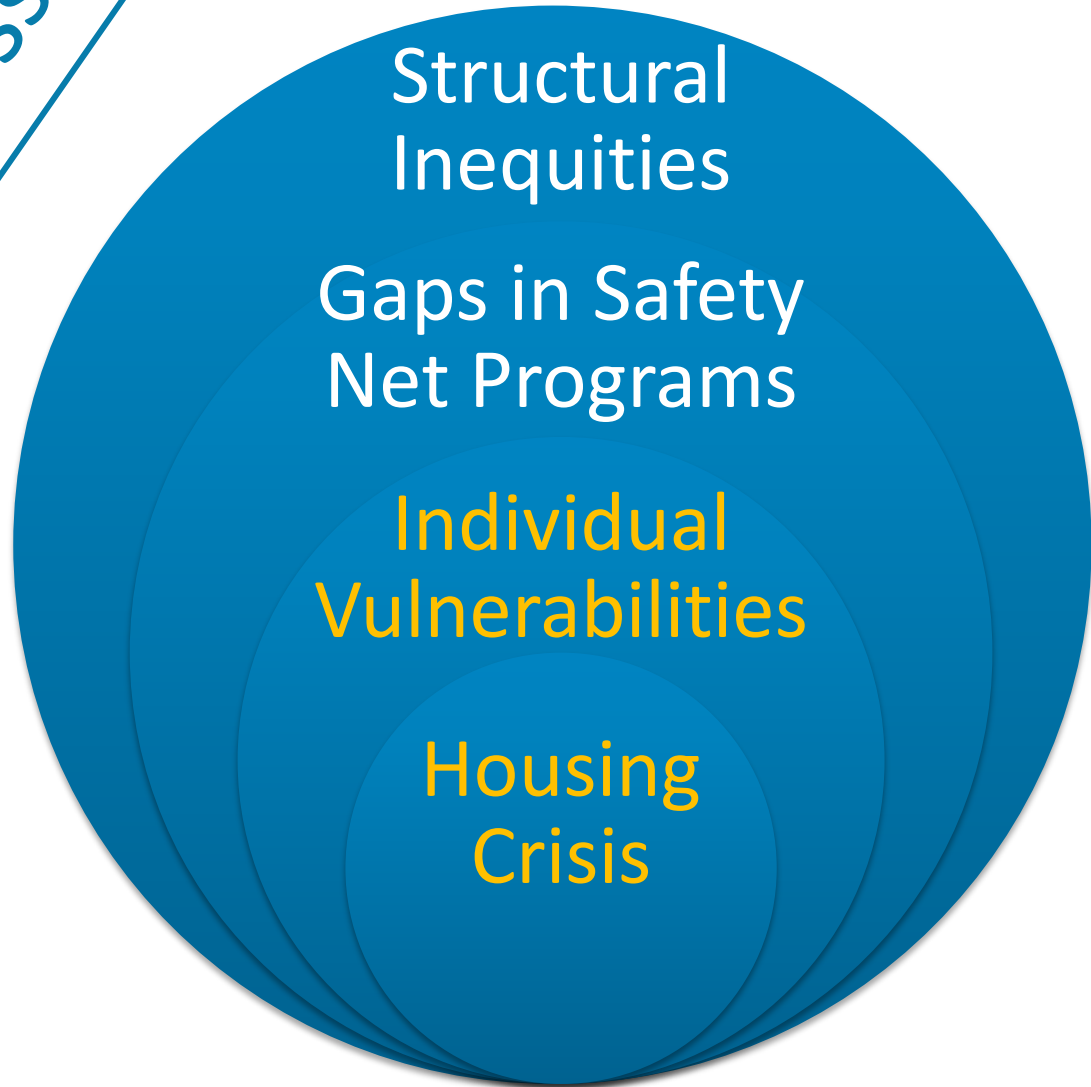 Structural
Inequities
Gaps in Safety
Net Programs
Individual
Vulnerabilities
Housing
Crisis